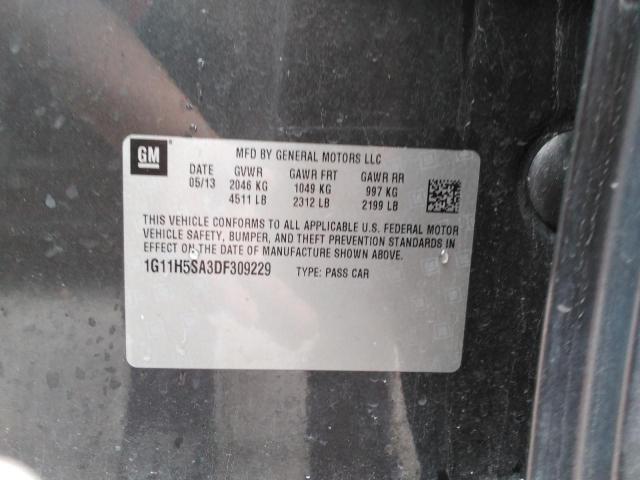 GM
MFD BY GENERAL MOTORS LLC
DATE GVWR GAWR FRT GAWR RR
05/13 2046 KG 1049 KG 997 KG
4511 LB 2312 LB 2199 LB
THIS VEHICLE CONFORMS TO ALL APPLICABLE U.S. FEDERAL MOTOR
VEHICLE SAFETY, BUMPER, AND THEFT PREVENTION STANDARDS IN
EFFECT ON THE DATE OF MANUFACTURE SHOWN ABOVE.
1G11H5SA3DF309229 TYPE: PASS CAR